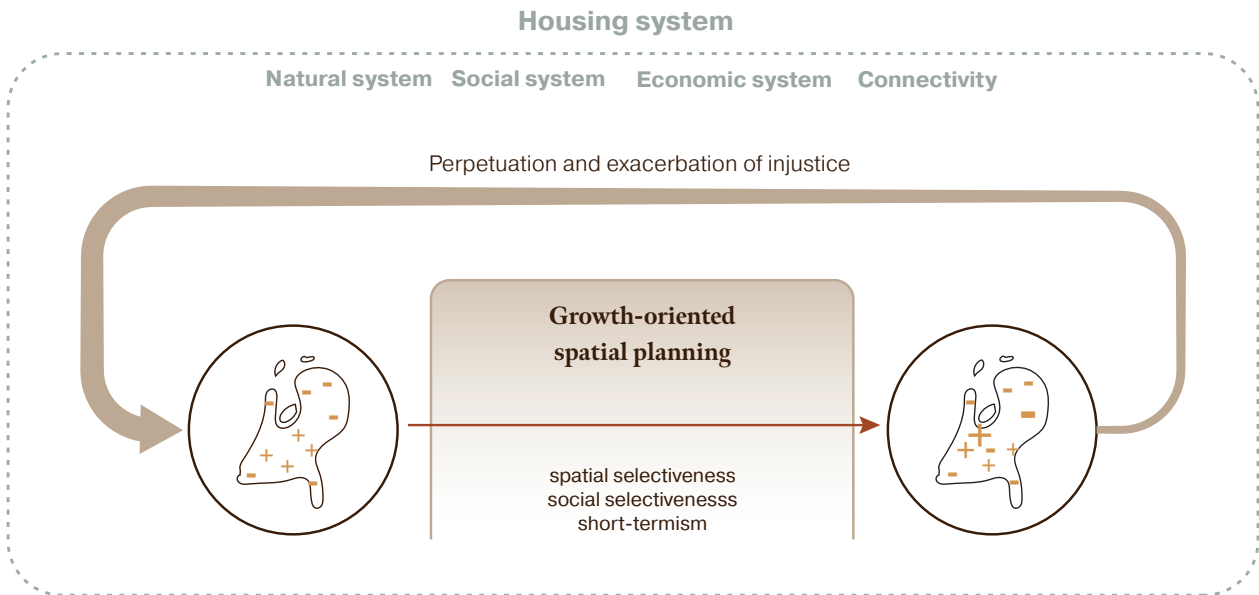 Housing system
Natural system Social system Economic system Connectivity
Perpetuation and exacerbation of injustice
Growth-oriented
spatial planning
spatial selectiveness
social selectivenesss
short-termism